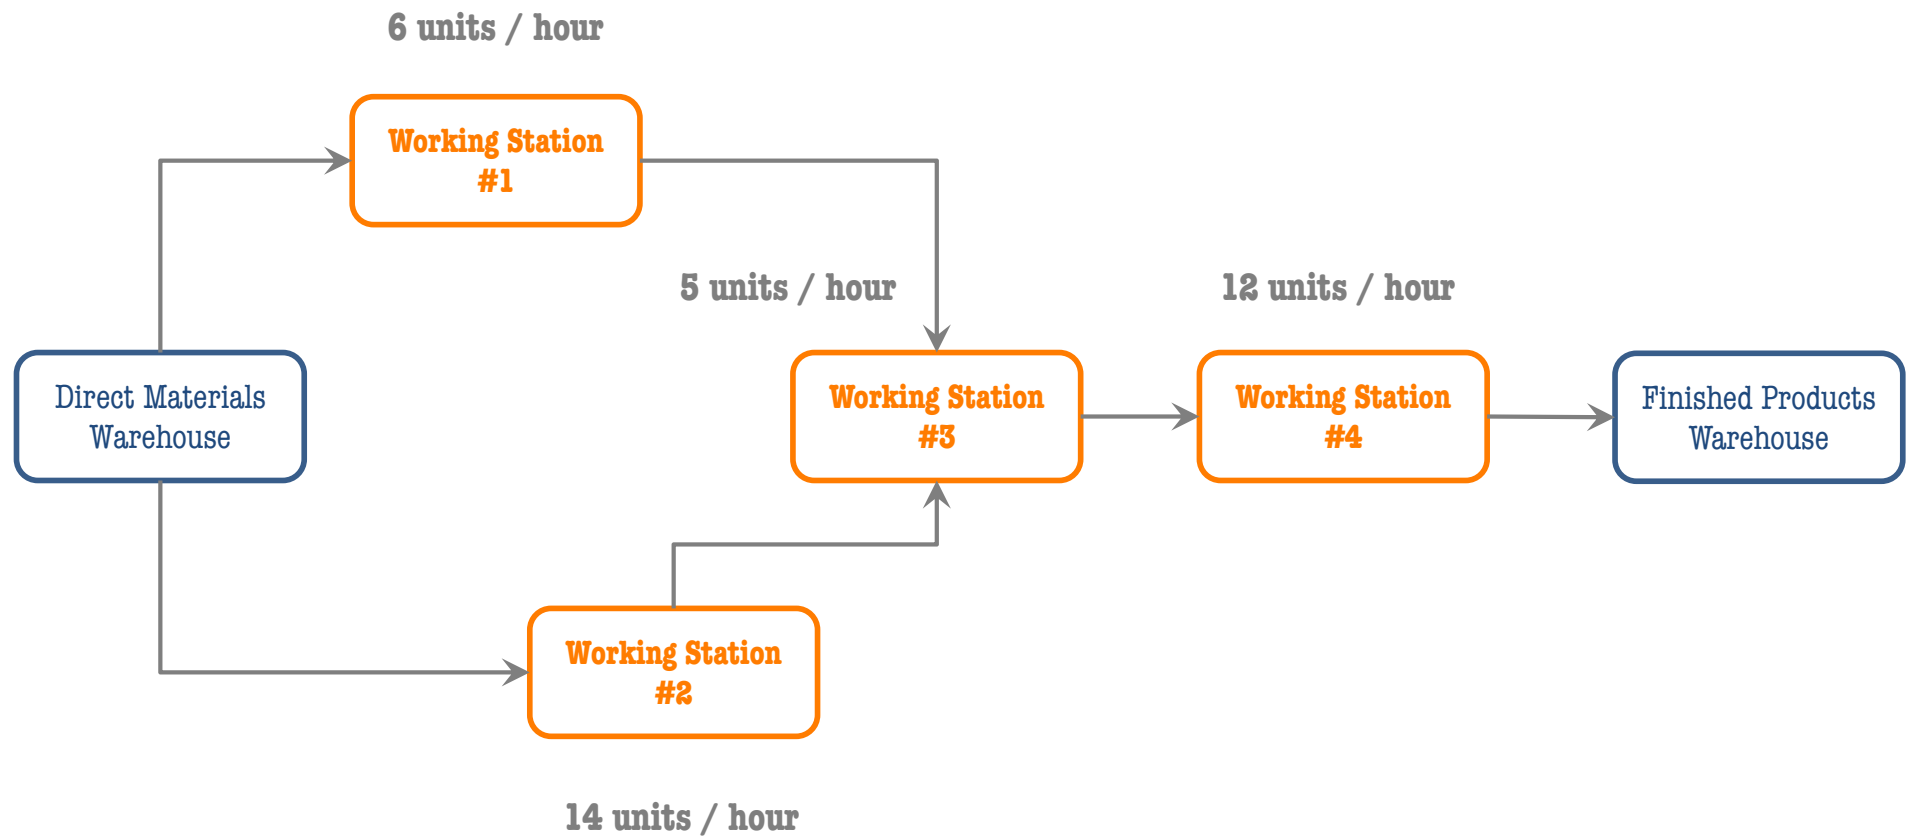 6 units / hour
Working Station
#1
5 units / hour
12 units / hour
Direct Materials
Warehouse
Working Station
#3
Working Station
#4
Finished Products
Warehouse
Working Station
#2
14 units / hour